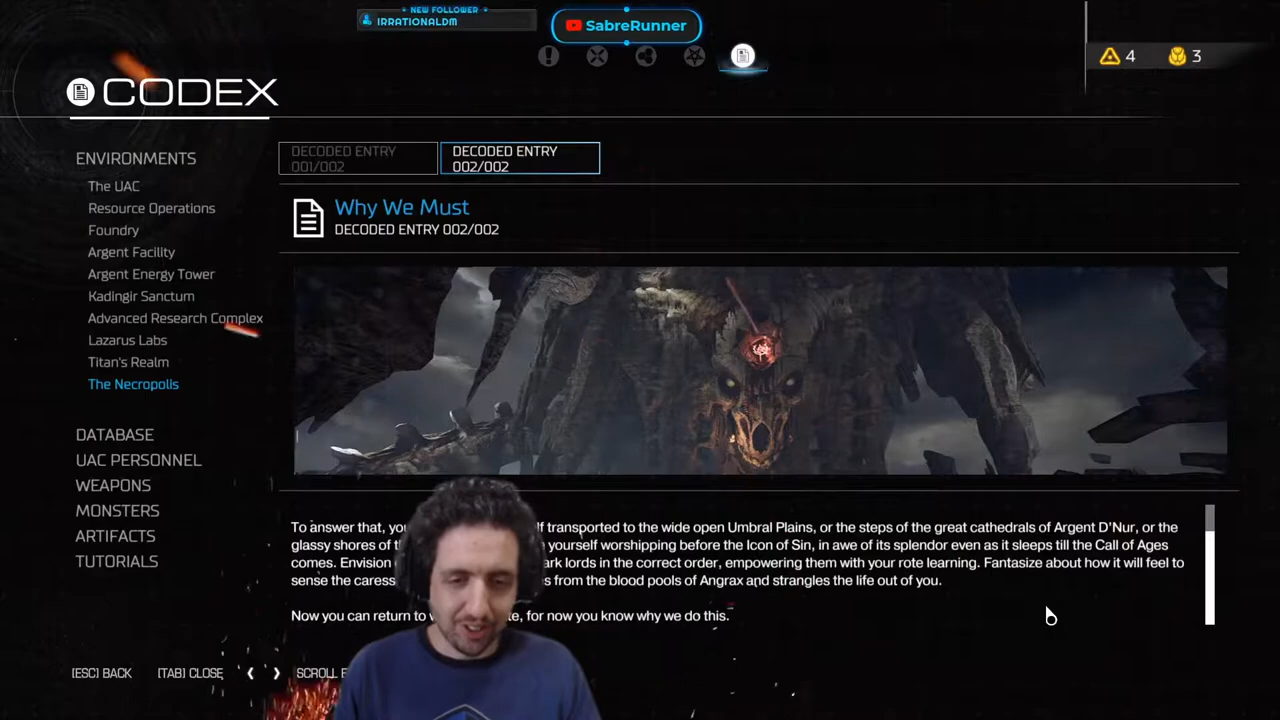 NEW FOLLOWER
IRRATIONALDM
SabreRunner
4
3
CODEX
ENVIRONMENTS
The UAC
Resource Operations
Foundry
Argent Facility
Argent Energy Tower
Kadingir Sanctum
Advanced Research Complex
Lazarus Labs
Titan's Realm
The Necropolis
DATABASE
UAC PERSONNEL
WEAPONS
MONSTERS
ARTIFACTS
TUTORIALS
DECODED ENTRY
001/002
DECODED ENTRY
002/002
Why We Must
DECODED ENTRY 002/002
To answer that, transported to the wide open Umbral Plains, or the steps of the great cathedrals of Argent D'Nur, or the
glassy shores of yourself worshipping before the Icon of Sin, in awe of its splendor even as it sleeps till the Call of Ages
comes. Envision lords in the correct order, empowering them with your rote learning. Fantasize about how it will feel to
sense the from the blood pools of Angrax and strangles the life out of you.
Now you can return to for now you know why we do this.
[ESC] BACK
[TAB] CLOSE
SCROLL